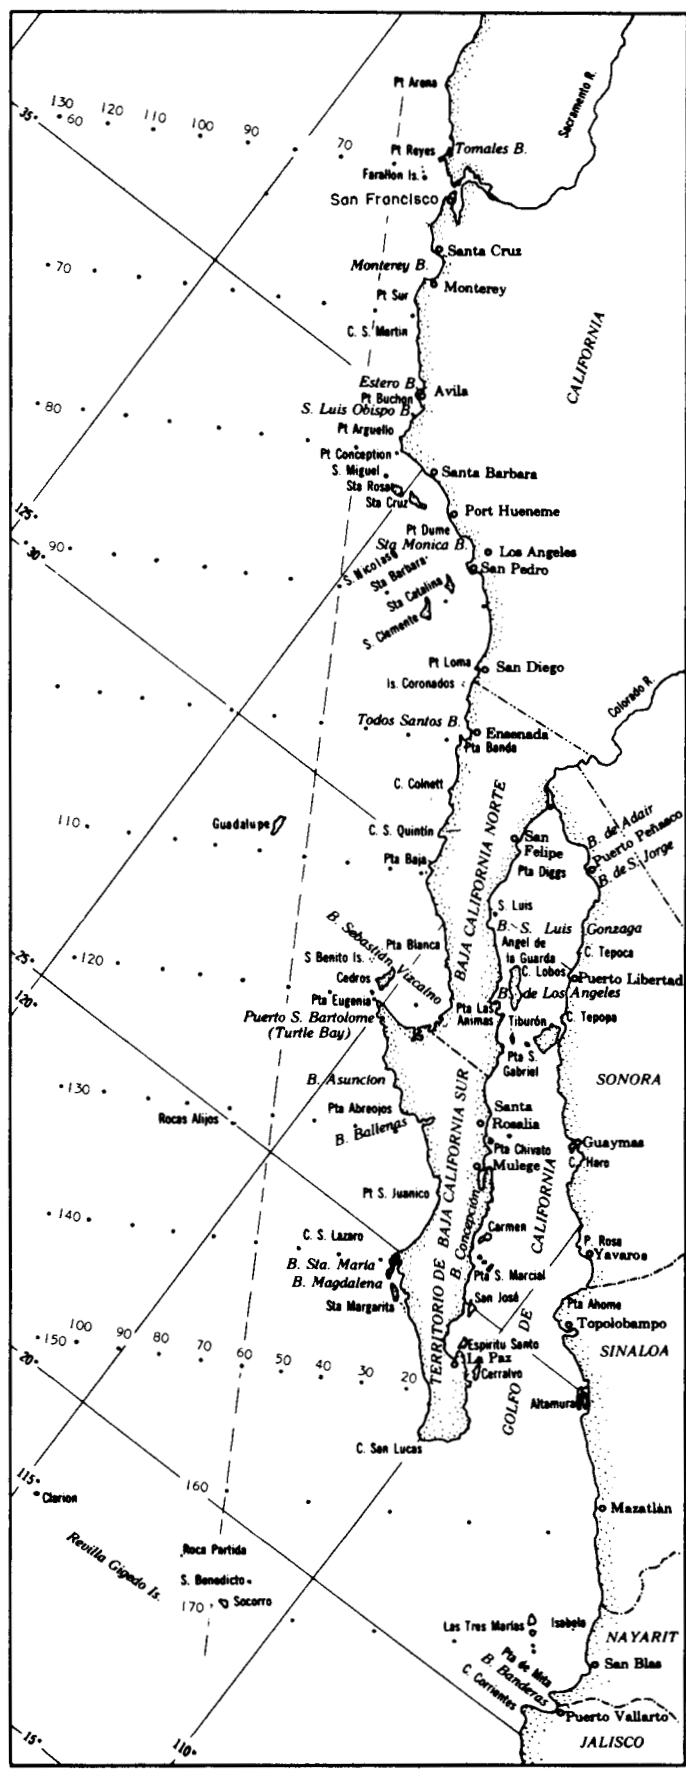 Pt Arena
Sacramento R.
35°
130 120 110 100 90
60
70
Pt Reyes
Tomales B.
Farallon Is.
San Francisco
Santa Cruz
Monterey B.
70
Monterey
Pt Sur
C. S. Martin
CALIFORNIA
Estero B.
Avila
Pt Buchon
80
S. Luis Obispo B.
Pt Arguello
Pt Conception
S. Miguel
Santa Barbara
Sta Rosa
Sta Cruz
125°
Port Hueneme
Pt Dume
30°
90
Sta Monica B.
Los Angeles
S. Nicolas
Sta Barbara
San Pedro
Sta Catalina
S. Clemente
Pt Loma
San Diego
Is. Coronados
Colorado R.
Todos Santos B.
Ensenada
Pta Banda
C. Colnett
BAJA CALIFORNIA NORTE
110
Guadalupe
C. S. Quintín
San
Felipe
B. de Adair
Puerto Peñasco
B. de S. Jorge
Pta Baja
Pta Diggs
S. Luis
B. S. Luis Gonzaga
B. Sebastián Vizcaino
Pta Blanca
Angel de
la Guarda
C. Tepoca
25°
120
S Benito Is.
C. Lobos
Cedros
Puerto Libertad
120°
Pta Eugenia
B. de Los Angeles
Puerto S. Bartolome
(Turtle Bay)
Pta Las
Animas
Tiburón
C. Tepopa
Pta S.
Gabriel
B. Asuncion
SONORA
130
Rocas Alijos
Pta Abreojos
B. Ballenas
Santa
Rosalia
Pta Chivato
Guaymas
Mulege
C. Haro
TERRITORIO DE BAJA CALIFORNIA SUR
B. Concepción
Pt S. Juanico
140
Carmen
C. S. Lazaro
P. Rosa
Yavaros
B. Sta. María
B. Magdalena
Pta S. Marcial
Sta Margarita
San José
Pta Ahome
Topolobampo
GOLFO DE CALIFORNIA
150 100 90 80 70 60 50 40 30 20
20°
Espiritu Santo
La Paz
Cerralvo
SINALOA
Altamura
C. San Lucas
115°
Clarion
160
Mazatlán
Revilla Gigedo Is.
Roca Partida
S. Benedicto
170
Socorro
Las Tres Marías
Isabela
NAYARIT
Pta de Mita
San Blas
B. Banderas
C. Corrientes
Puerto Vallarto
15°
110°
JALISCO